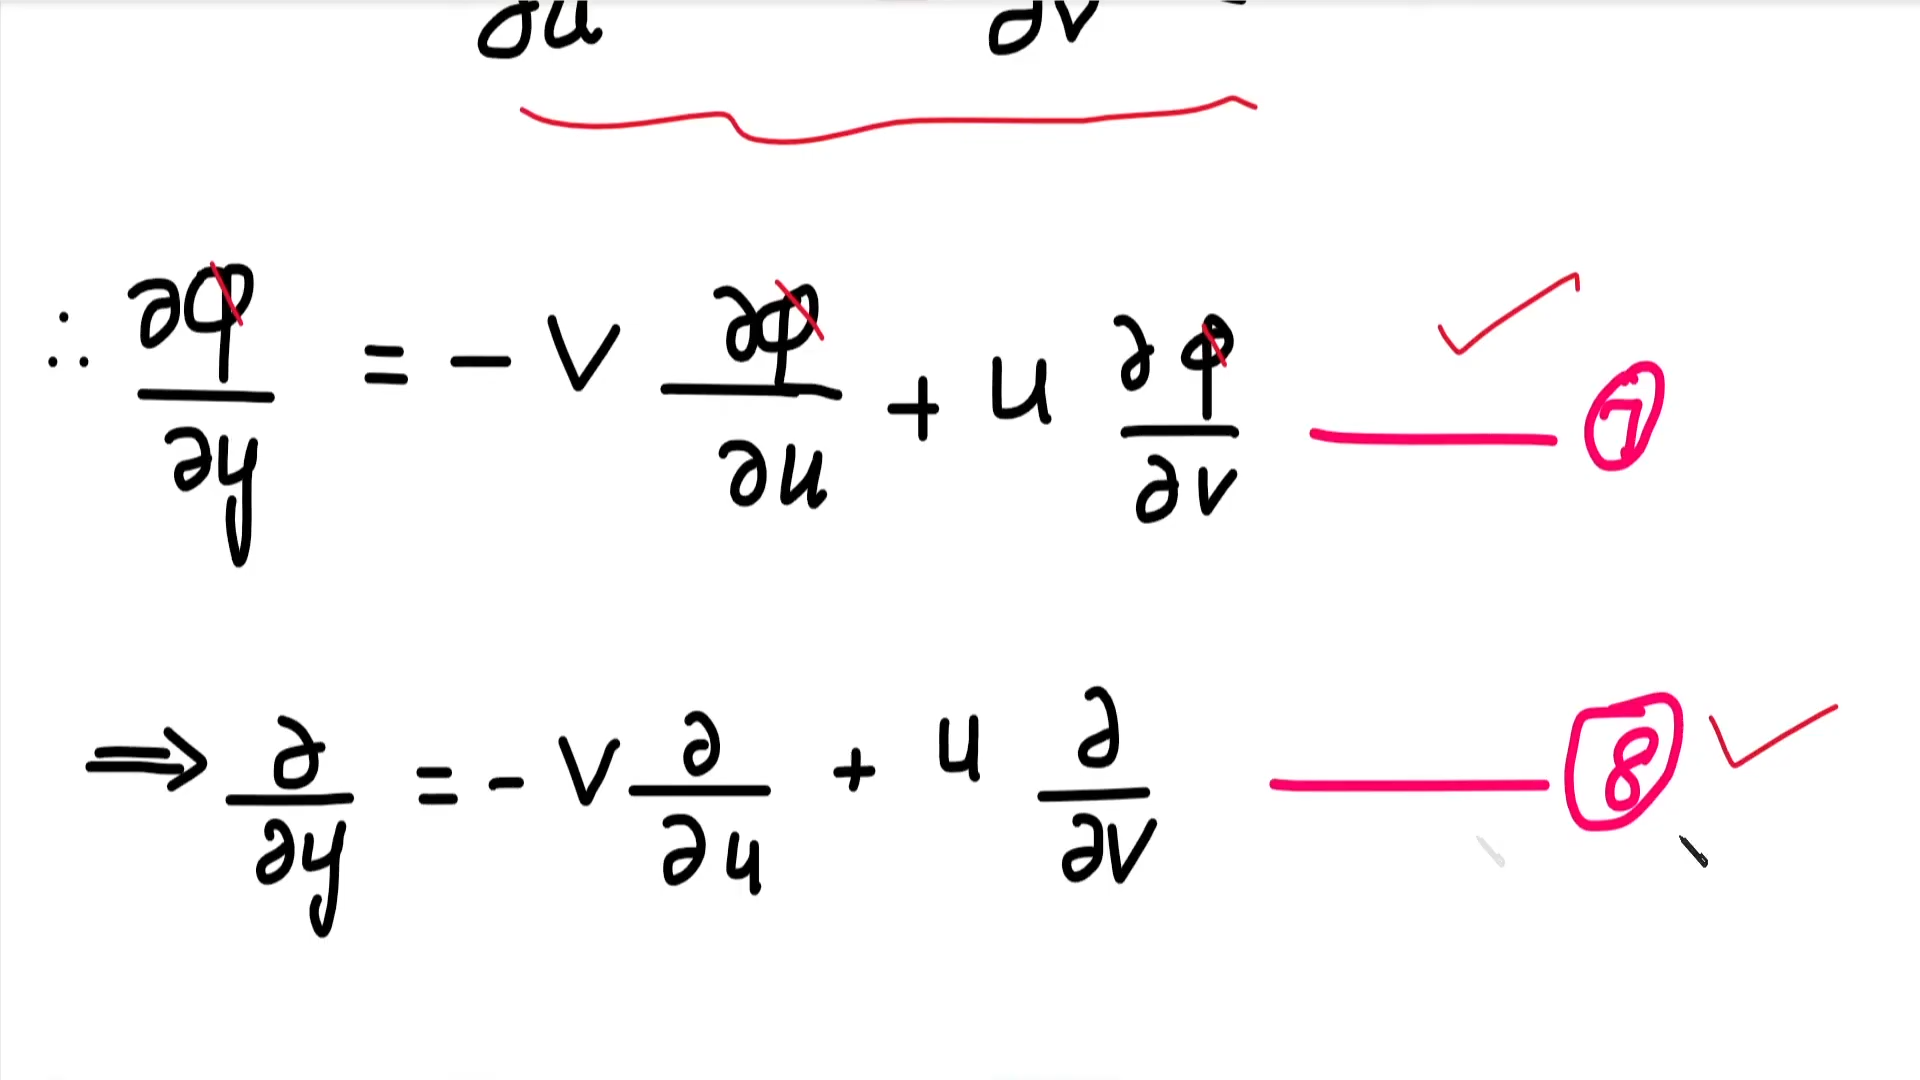 ∂u ∂v
∴ ∂φ/∂y = - v ∂φ/∂u + u ∂φ/∂v —— 7
⇒ ∂/∂y = - v ∂/∂u + u ∂/∂v —— 8